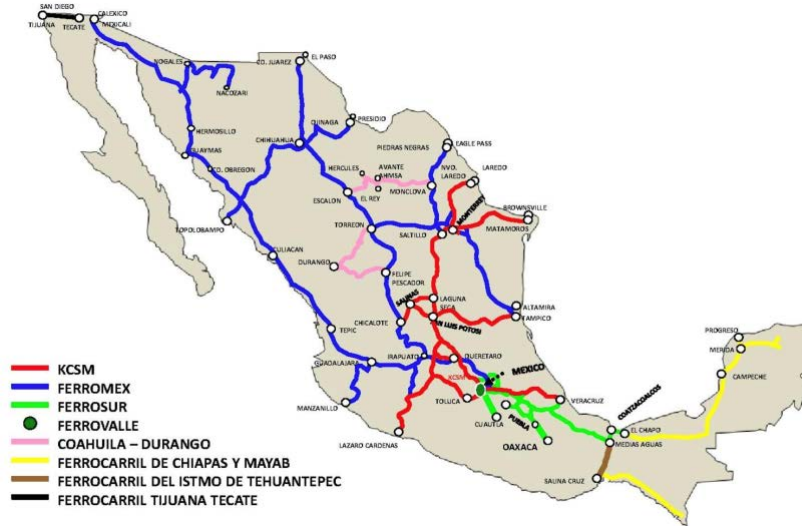 SAN DIEGO
TIJUANA
TECATE
CALEXICO
MEXICALI
NOGALES
NACOZARI
CD. JUAREZ
EL PASO
HERMOSILLO
GUAYMAS
CD. OBREGON
CHIHUAHUA
OJINAGA
PRESIDIO
PIEDRAS NEGRAS
EAGLE PASS
HERCULES
AVANTE
AHMSA
NVO.
LAREDO
LAREDO
ESCALON
EL REY
MONCLOVA
MONTERREY
BROWNSVILLE
MATAMOROS
TOPOLOBAMPO
TORREON
SALTILLO
CULIACAN
DURANGO
FELIPE
PESCADOR
SALINAS
LAGUNA
SECA
ALTAMIRA
TAMPICO
CHICALOTE
AN LUIS POTOSI
TEPIC
GUADALAJARA
IRAPUATO
QUERETARO
MEXICO
KCSM
TOLUCA
VERACRUZ
MANZANILLO
LAZARO CARDENAS
CUAUTLA
PUEBLA
OAXACA
COATZACOALCOS
EL CHAPO
MEDIAS AGUAS
SALINA CRUZ
PROGRESO
MERIDA
CAMPECHE
KCSM
FERROMEX
FERROSUR
FERROVALLE
COAHUILA – DURANGO
FERROCARRIL DE CHIAPAS Y MAYAB
FERROCARRIL DEL ISTMO DE TEHUANTEPEC
FERROCARRIL TIJUANA TECATE